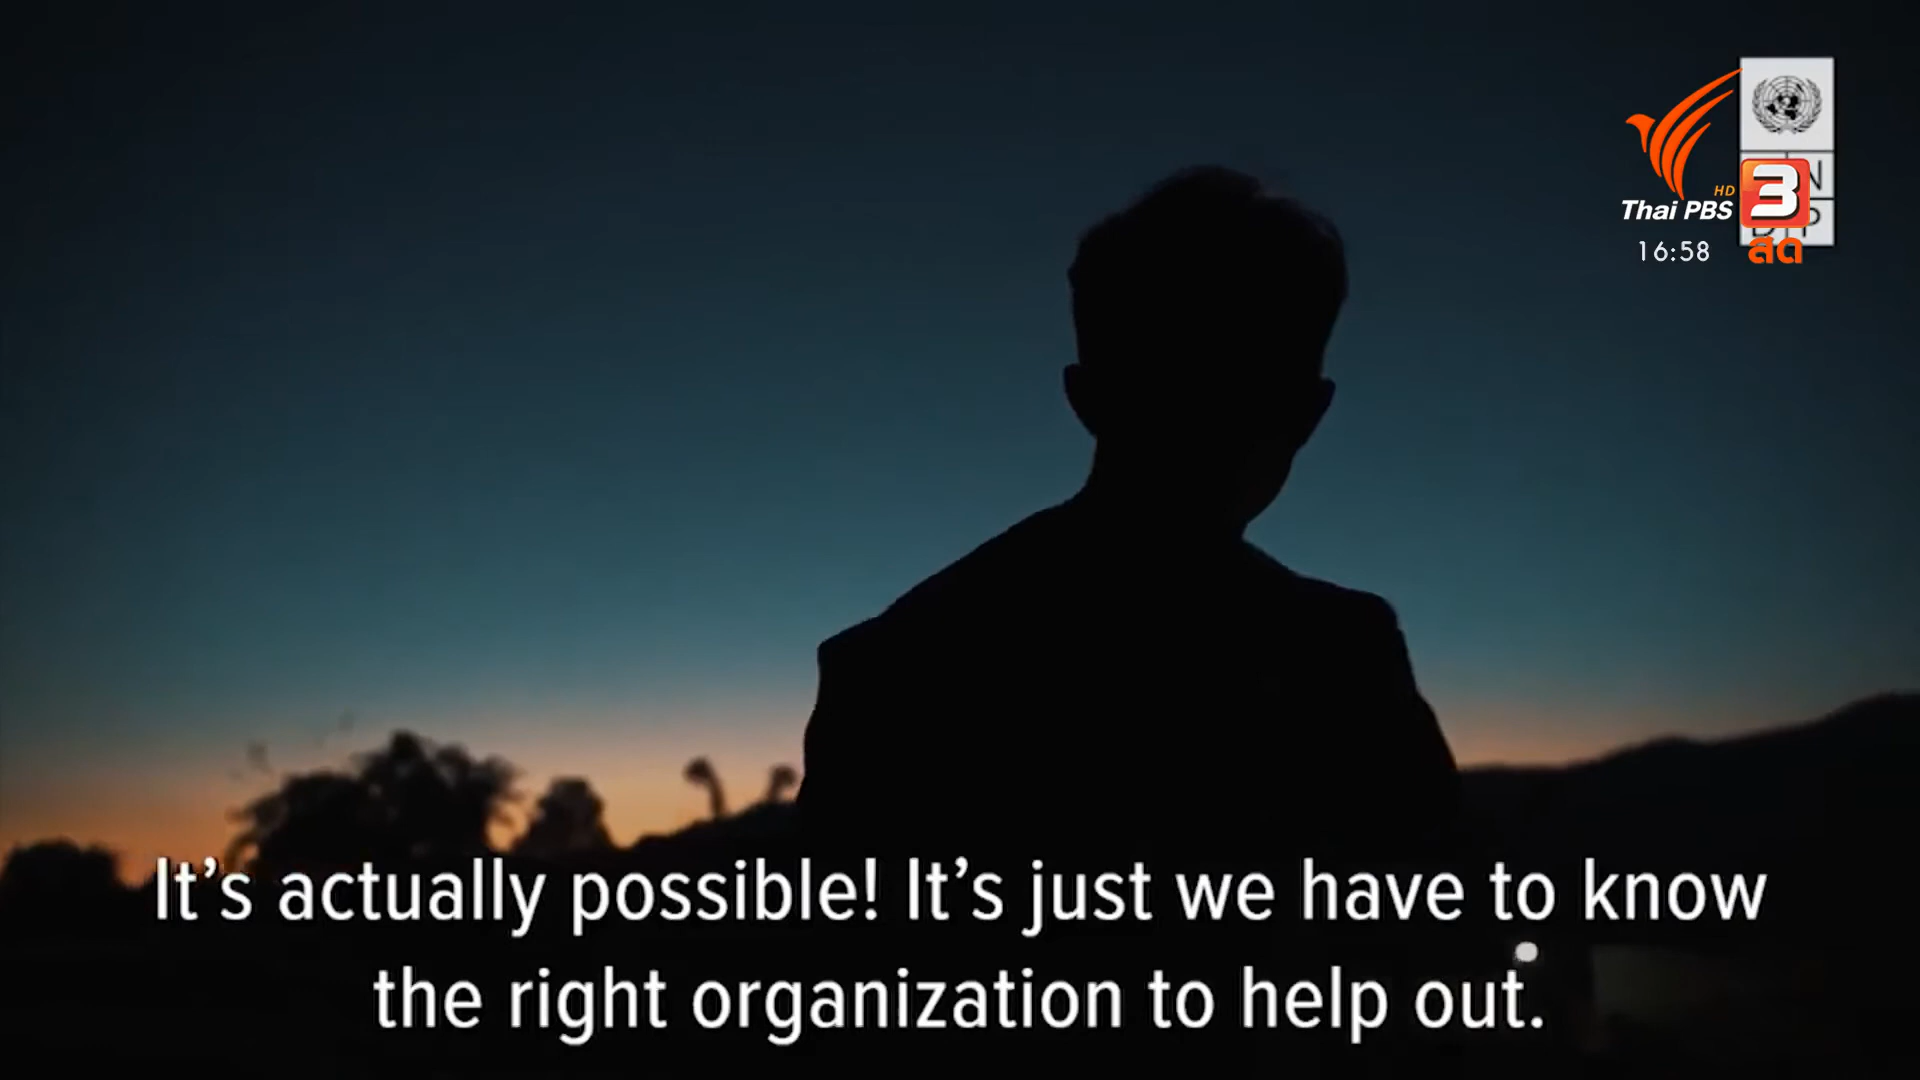 HD
Thai PBS
3
N
P
16:58
สด
It's actually possible! It's just we have to know
the right organization to help out.